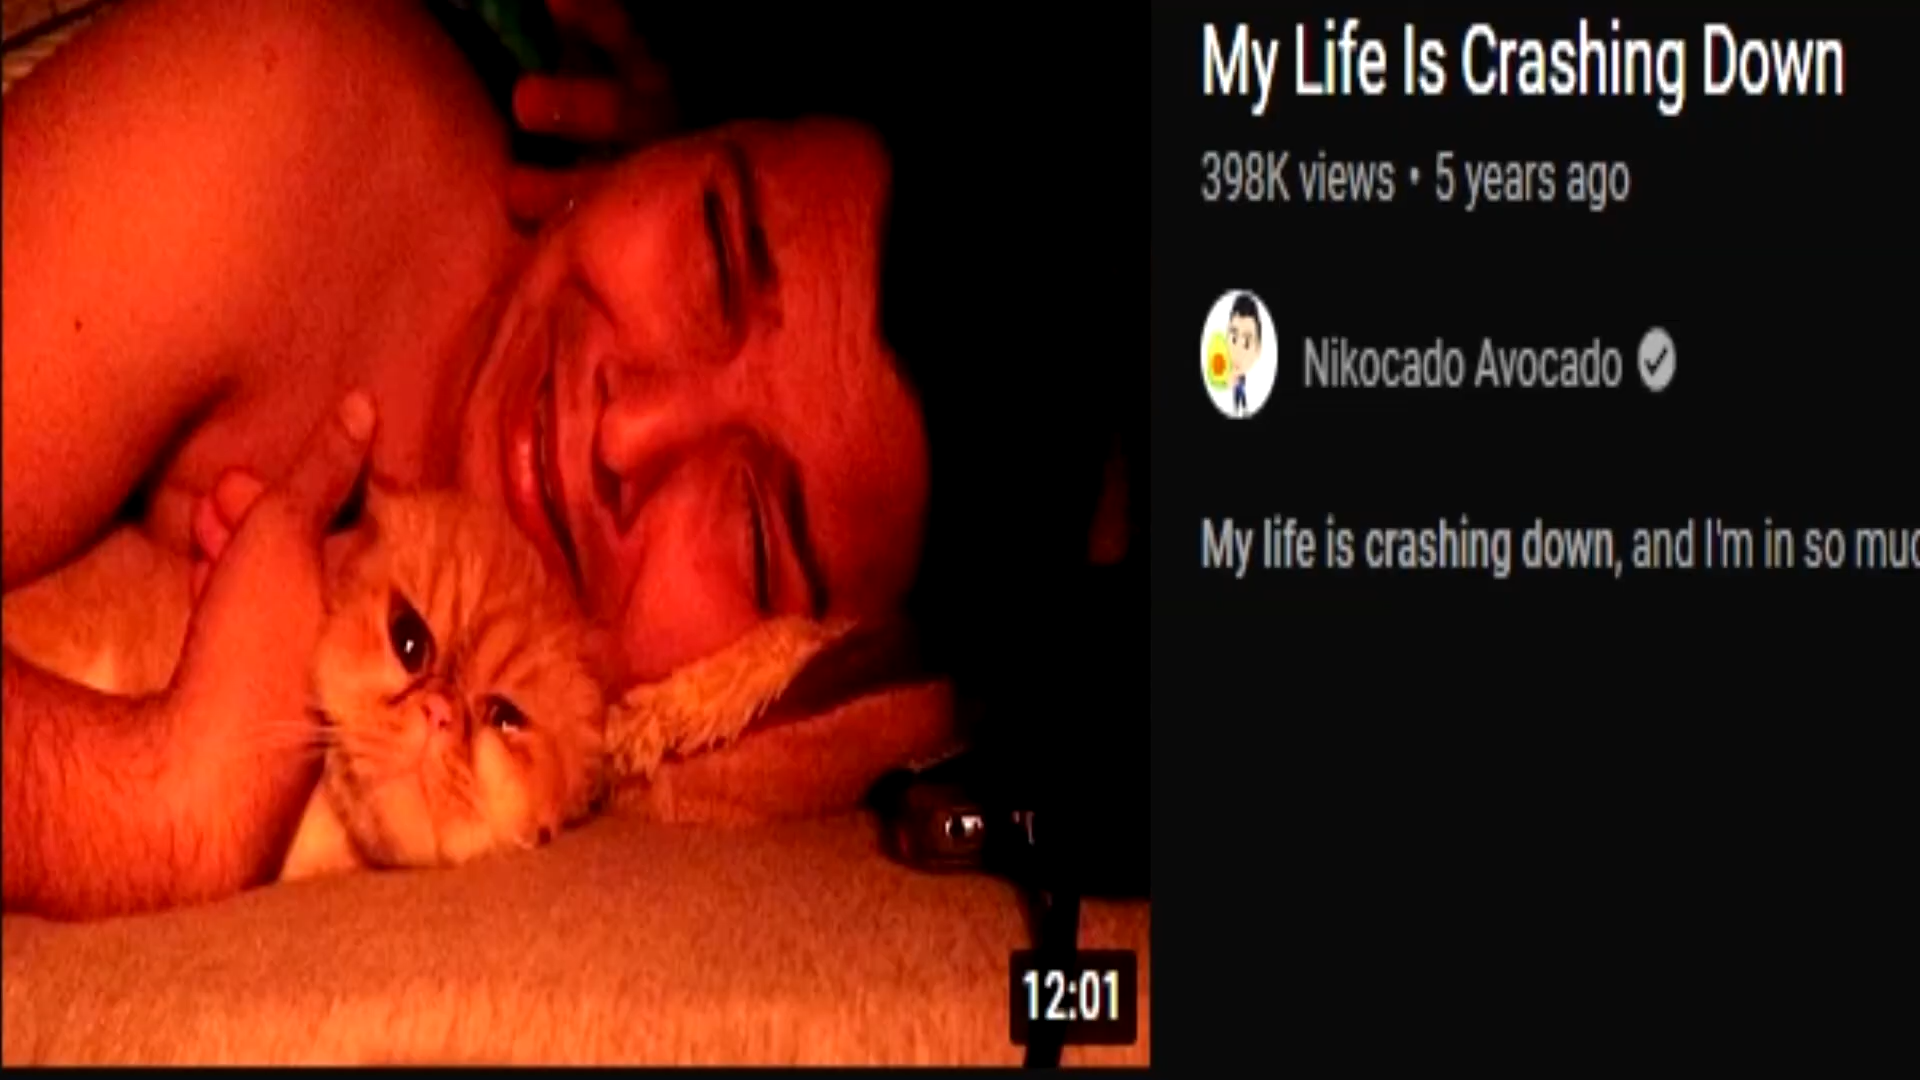 My Life Is Crashing Down
398K views • 5 years ago
Nikocado Avocado
My life is crashing down, and I'm in so
12:01